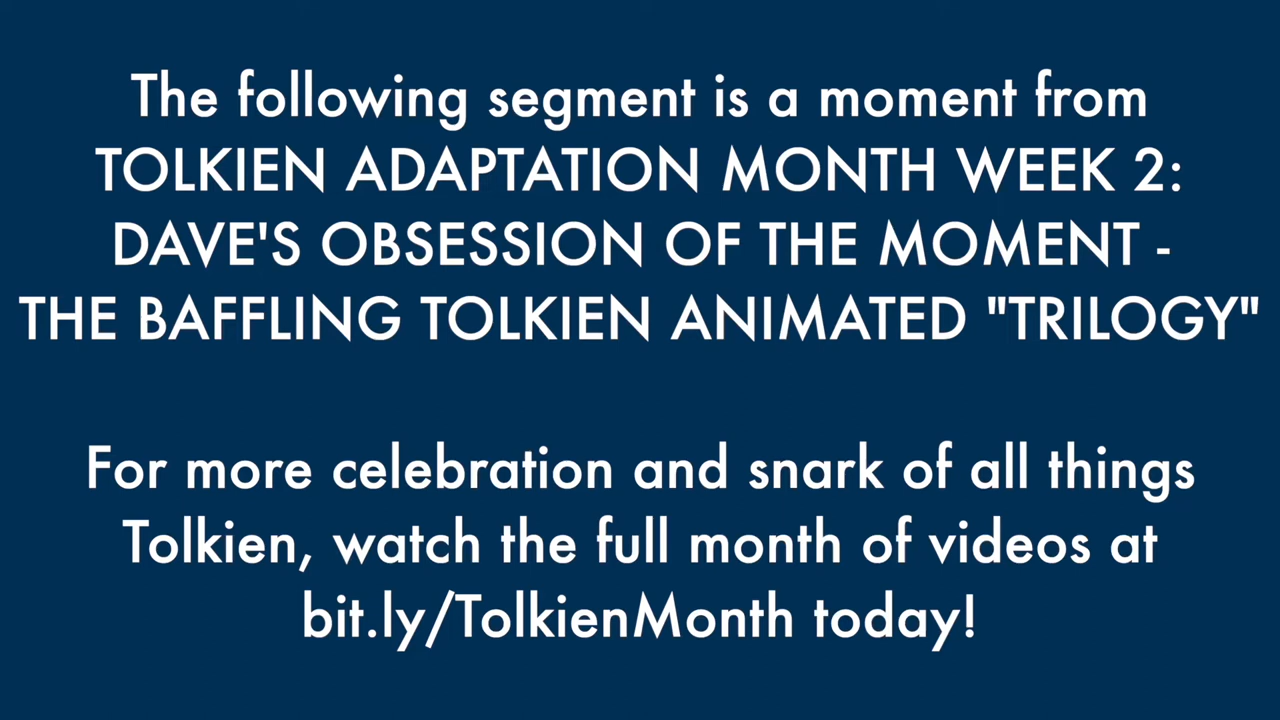 The following segment is a moment from
TOLKIEN ADAPTATION MONTH WEEK 2:
DAVE'S OBSESSION OF THE MOMENT -
THE BAFFLING TOLKIEN ANIMATED "TRILOGY"
For more celebration and snark of all things
Tolkien, watch the full month of videos at
bit.ly/TolkienMonth today!